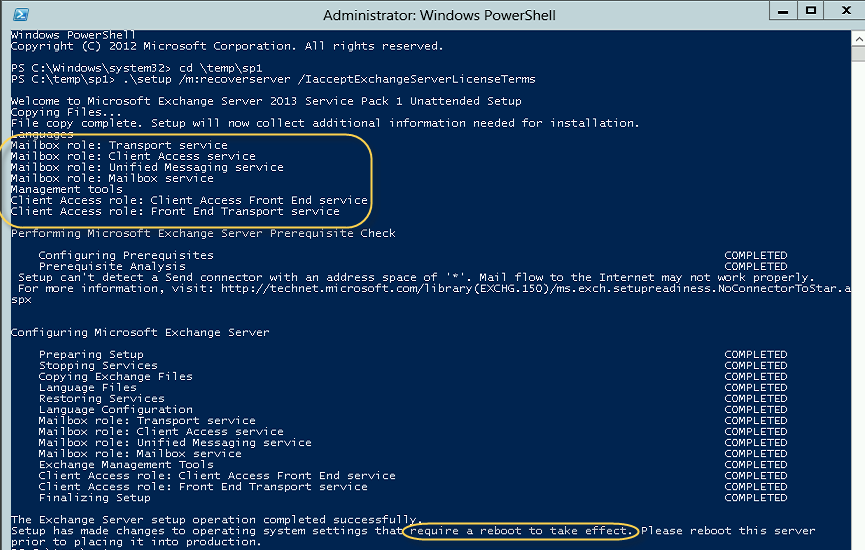 Administrator: Windows PowerShell
Windows PowerShell
Copyright (C) 2012 Microsoft Corporation. All rights reserved.
PS C:\Windows\system32> cd \temp\sp1
PS C:\temp\sp1> .\setup /m:recoverserver /IacceptExchangeServerLicenseTerms
Welcome to Microsoft Exchange Server 2013 Service Pack 1 Unattended Setup
Copying Files...
File copy complete. Setup will now collect additional information needed for installation.
Languages
Mailbox role: Transport service
Mailbox role: Client Access service
Mailbox role: Unified Messaging service
Mailbox role: Mailbox service
Management tools
Client Access role: Client Access Front End service
Client Access role: Front End Transport service
Performing Microsoft Exchange Server Prerequisite Check
Configuring Prerequisites COMPLETED
Prerequisite Analysis COMPLETED
Setup can't detect a Send connector with an address space of '*'. Mail flow to the Internet may not work properly.
For more information, visit: http://technet.microsoft.com/library(EXCHG.150)/ms.exch.setupreadiness.NoConnectorToStar.a
spx
Configuring Microsoft Exchange Server
Preparing Setup COMPLETED
Stopping Services COMPLETED
Copying Exchange Files COMPLETED
Language Files COMPLETED
Restoring Services COMPLETED
Language Configuration COMPLETED
Mailbox role: Transport service COMPLETED
Mailbox role: Client Access service COMPLETED
Mailbox role: Unified Messaging service COMPLETED
Mailbox role: Mailbox service COMPLETED
Exchange Management Tools COMPLETED
Client Access role: Client Access Front End service COMPLETED
Client Access role: Front End Transport service COMPLETED
Finalizing Setup COMPLETED
The Exchange Server setup operation completed successfully.
Setup has made changes to operating system settings that require a reboot to take effect. Please reboot this server
prior to placing it into production.